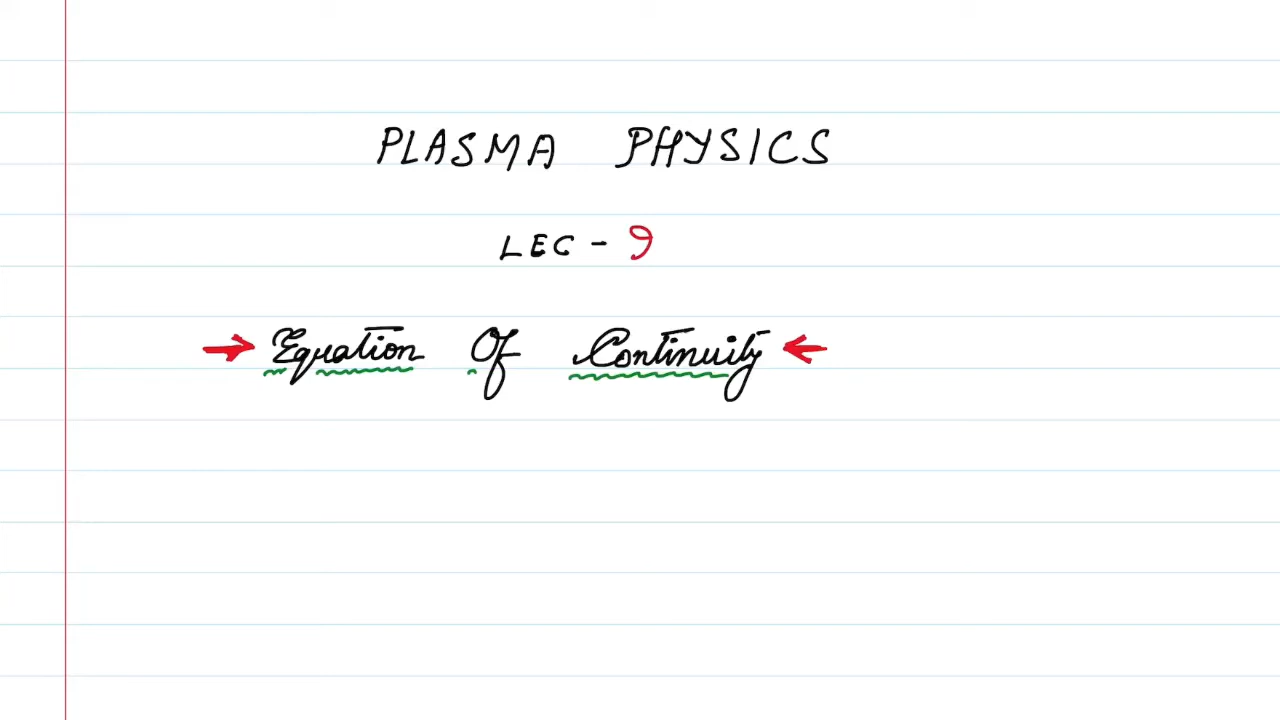 PLASMA PHYSICS
LEC - 9
→ Equation Of Continuity ←